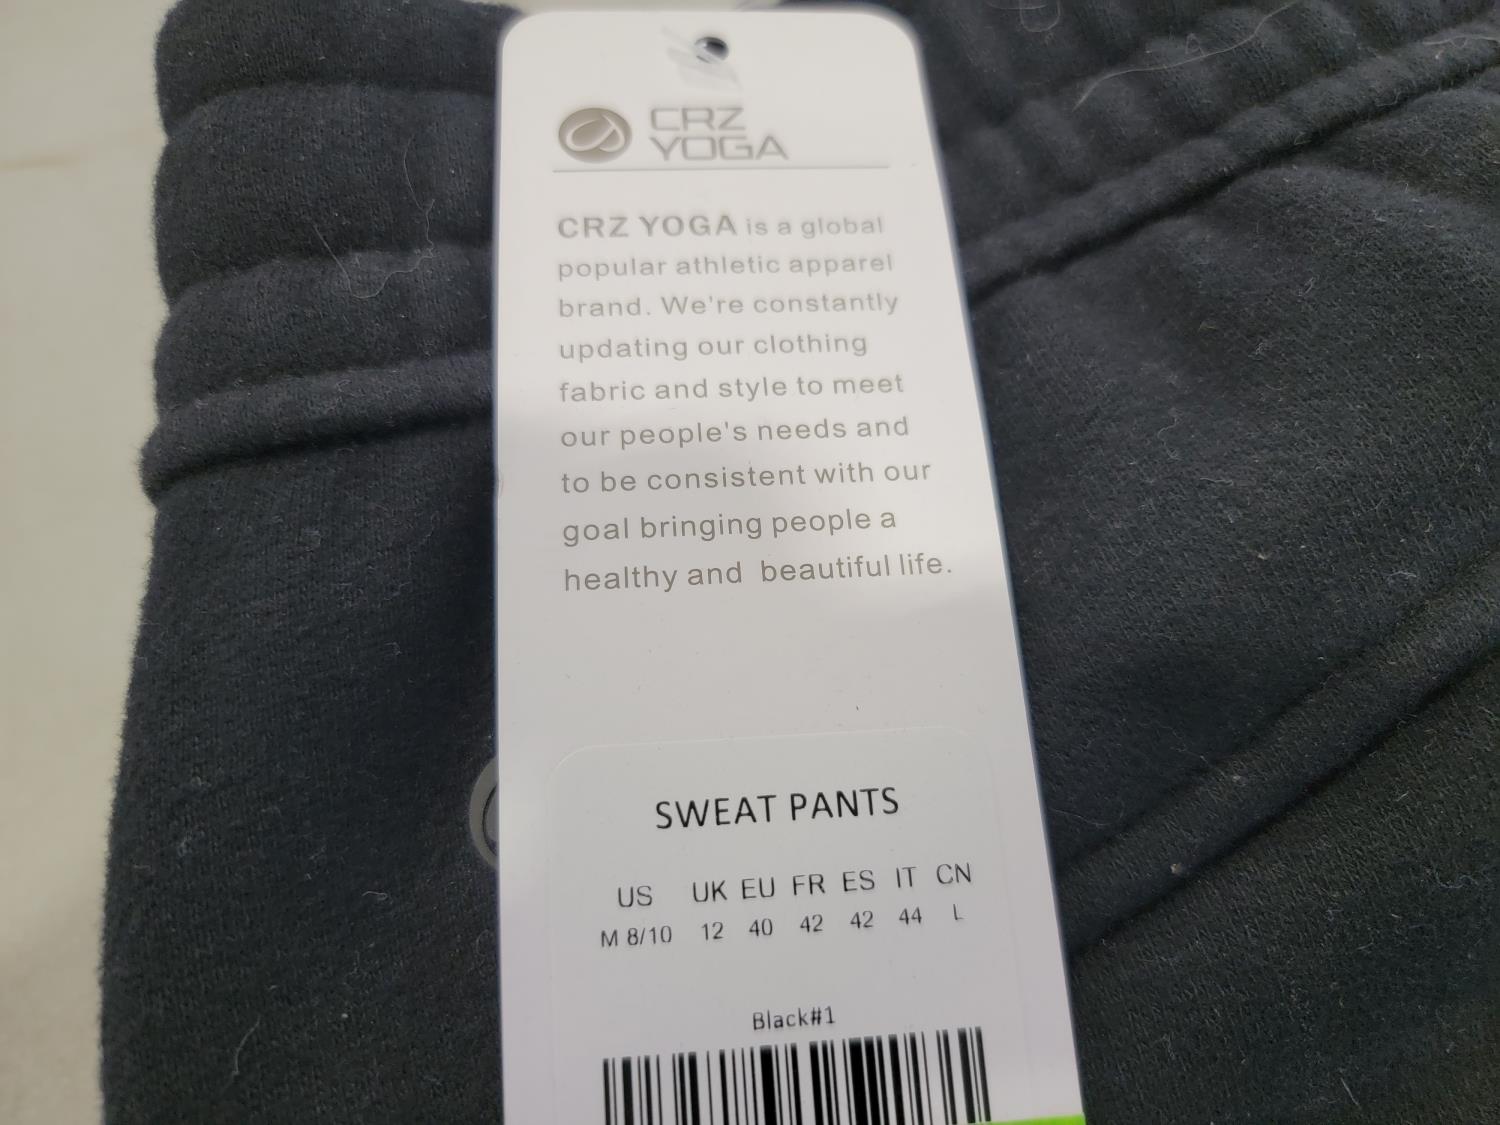 CRZ
YOGA
CRZ YOGA is a global
popular athletic apparel
brand. We're constantly
updating our clothing
fabric and style to meet
our people's needs and
to be consistent with our
goal bringing people a
healthy and beautiful life.
SWEAT PANTS
US UK EU FR ES IT CN
M 8/10 12 40 42 42 44 L
Black#1